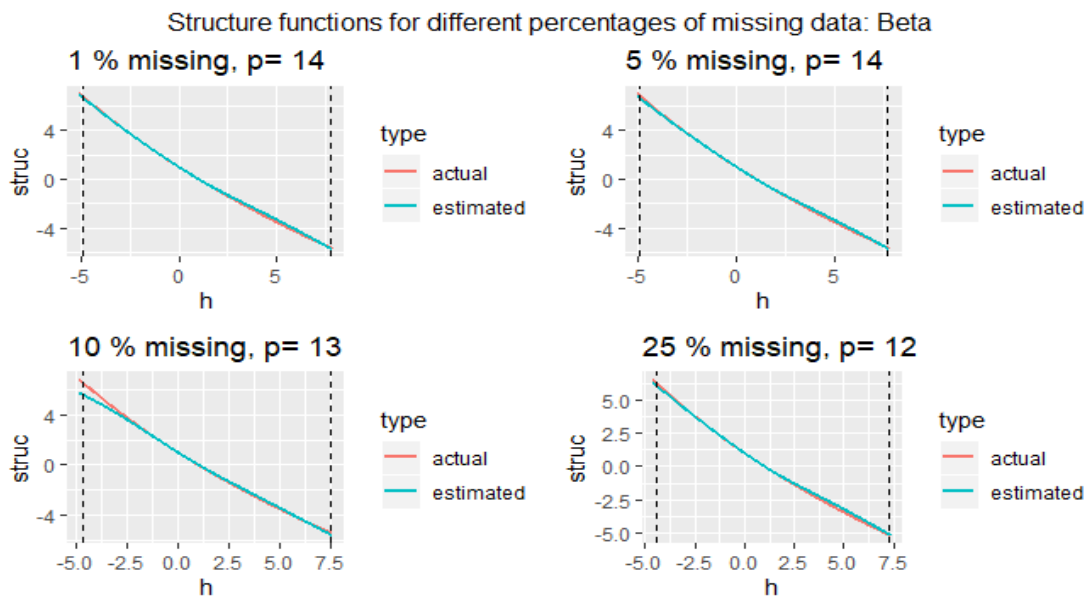 Structure functions for different percentages of missing data: Beta
1 % missing, p= 14
struc
4
0
-4
-5
0
5
h
type
actual
estimated
5 % missing, p= 14
struc
4
0
-4
-5
0
5
h
type
actual
estimated
10 % missing, p= 13
struc
4
0
-4
-5.0 -2.5 0.0 2.5 5.0 7.5
h
type
actual
estimated
25 % missing, p= 12
struc
5.0
2.5
0.0
-2.5
-5.0
-5.0 -2.5 0.0 2.5 5.0 7.5
h
type
actual
estimated